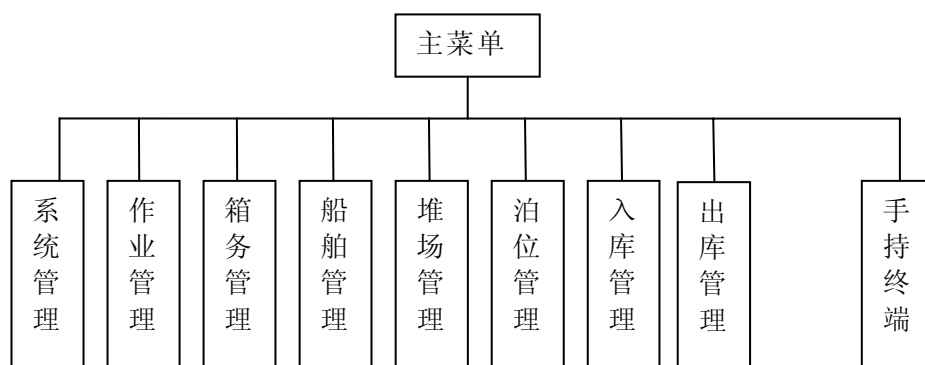 主菜单
系统管理
作业管理
箱务管理
船舶管理
堆场管理
泊位管理
入库管理
出库管理
手持终端